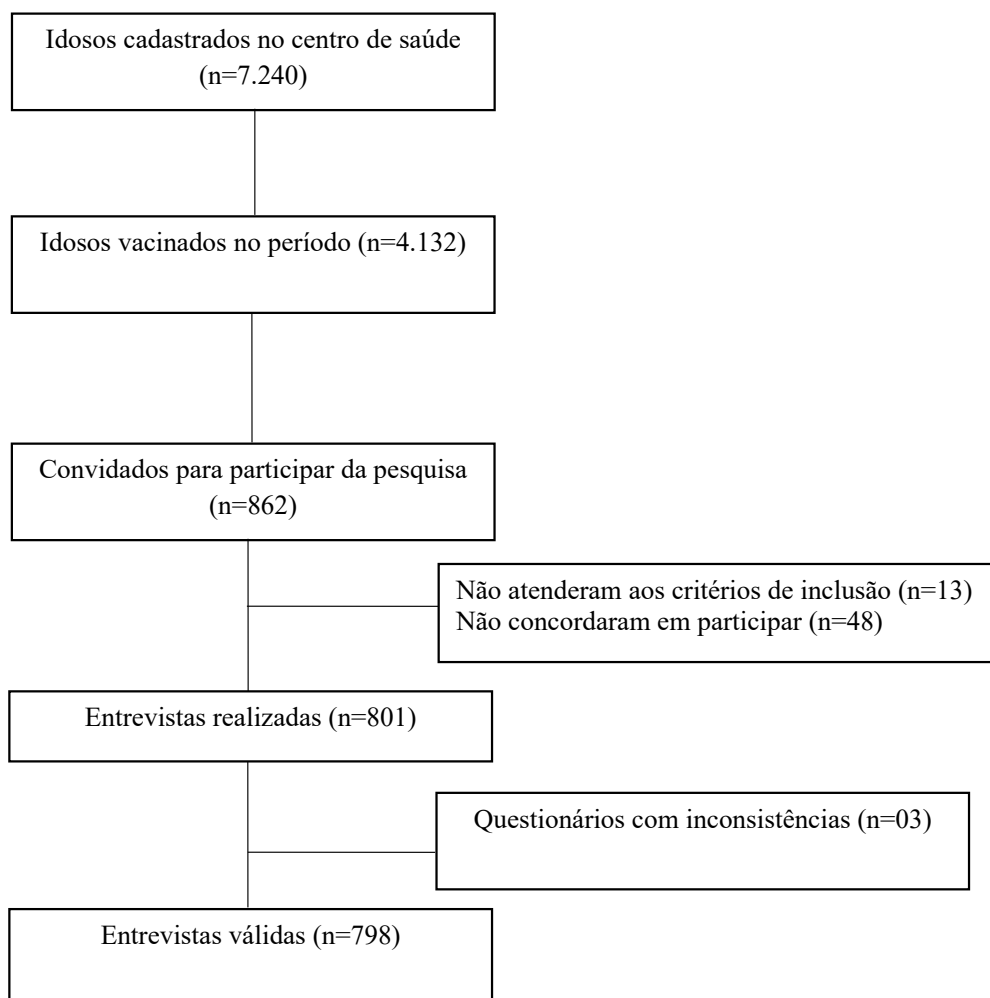 Idosos cadastrados no centro de saúde
(n=7.240)
Idosos vacinados no período (n=4.132)
Convidados para participar da pesquisa
(n=862)
Não atenderam aos critérios de inclusão (n=13)
Não concordaram em participar (n=48)
Entrevistas realizadas (n=801)
Questionários com inconsistências (n=03)
Entrevistas válidas (n=798)